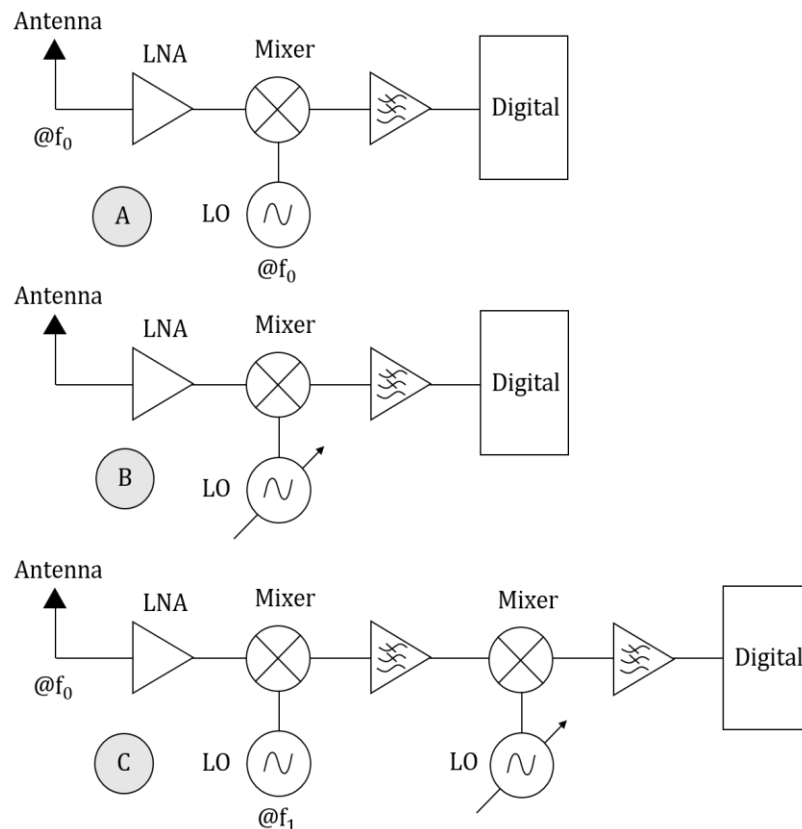 Antenna
LNA
Mixer
Digital
@f₀
A
LO
@f₀
Antenna
LNA
Mixer
Digital
B
LO
Antenna
LNA
Mixer
Mixer
Digital
@f₀
C
LO
LO
@f₁